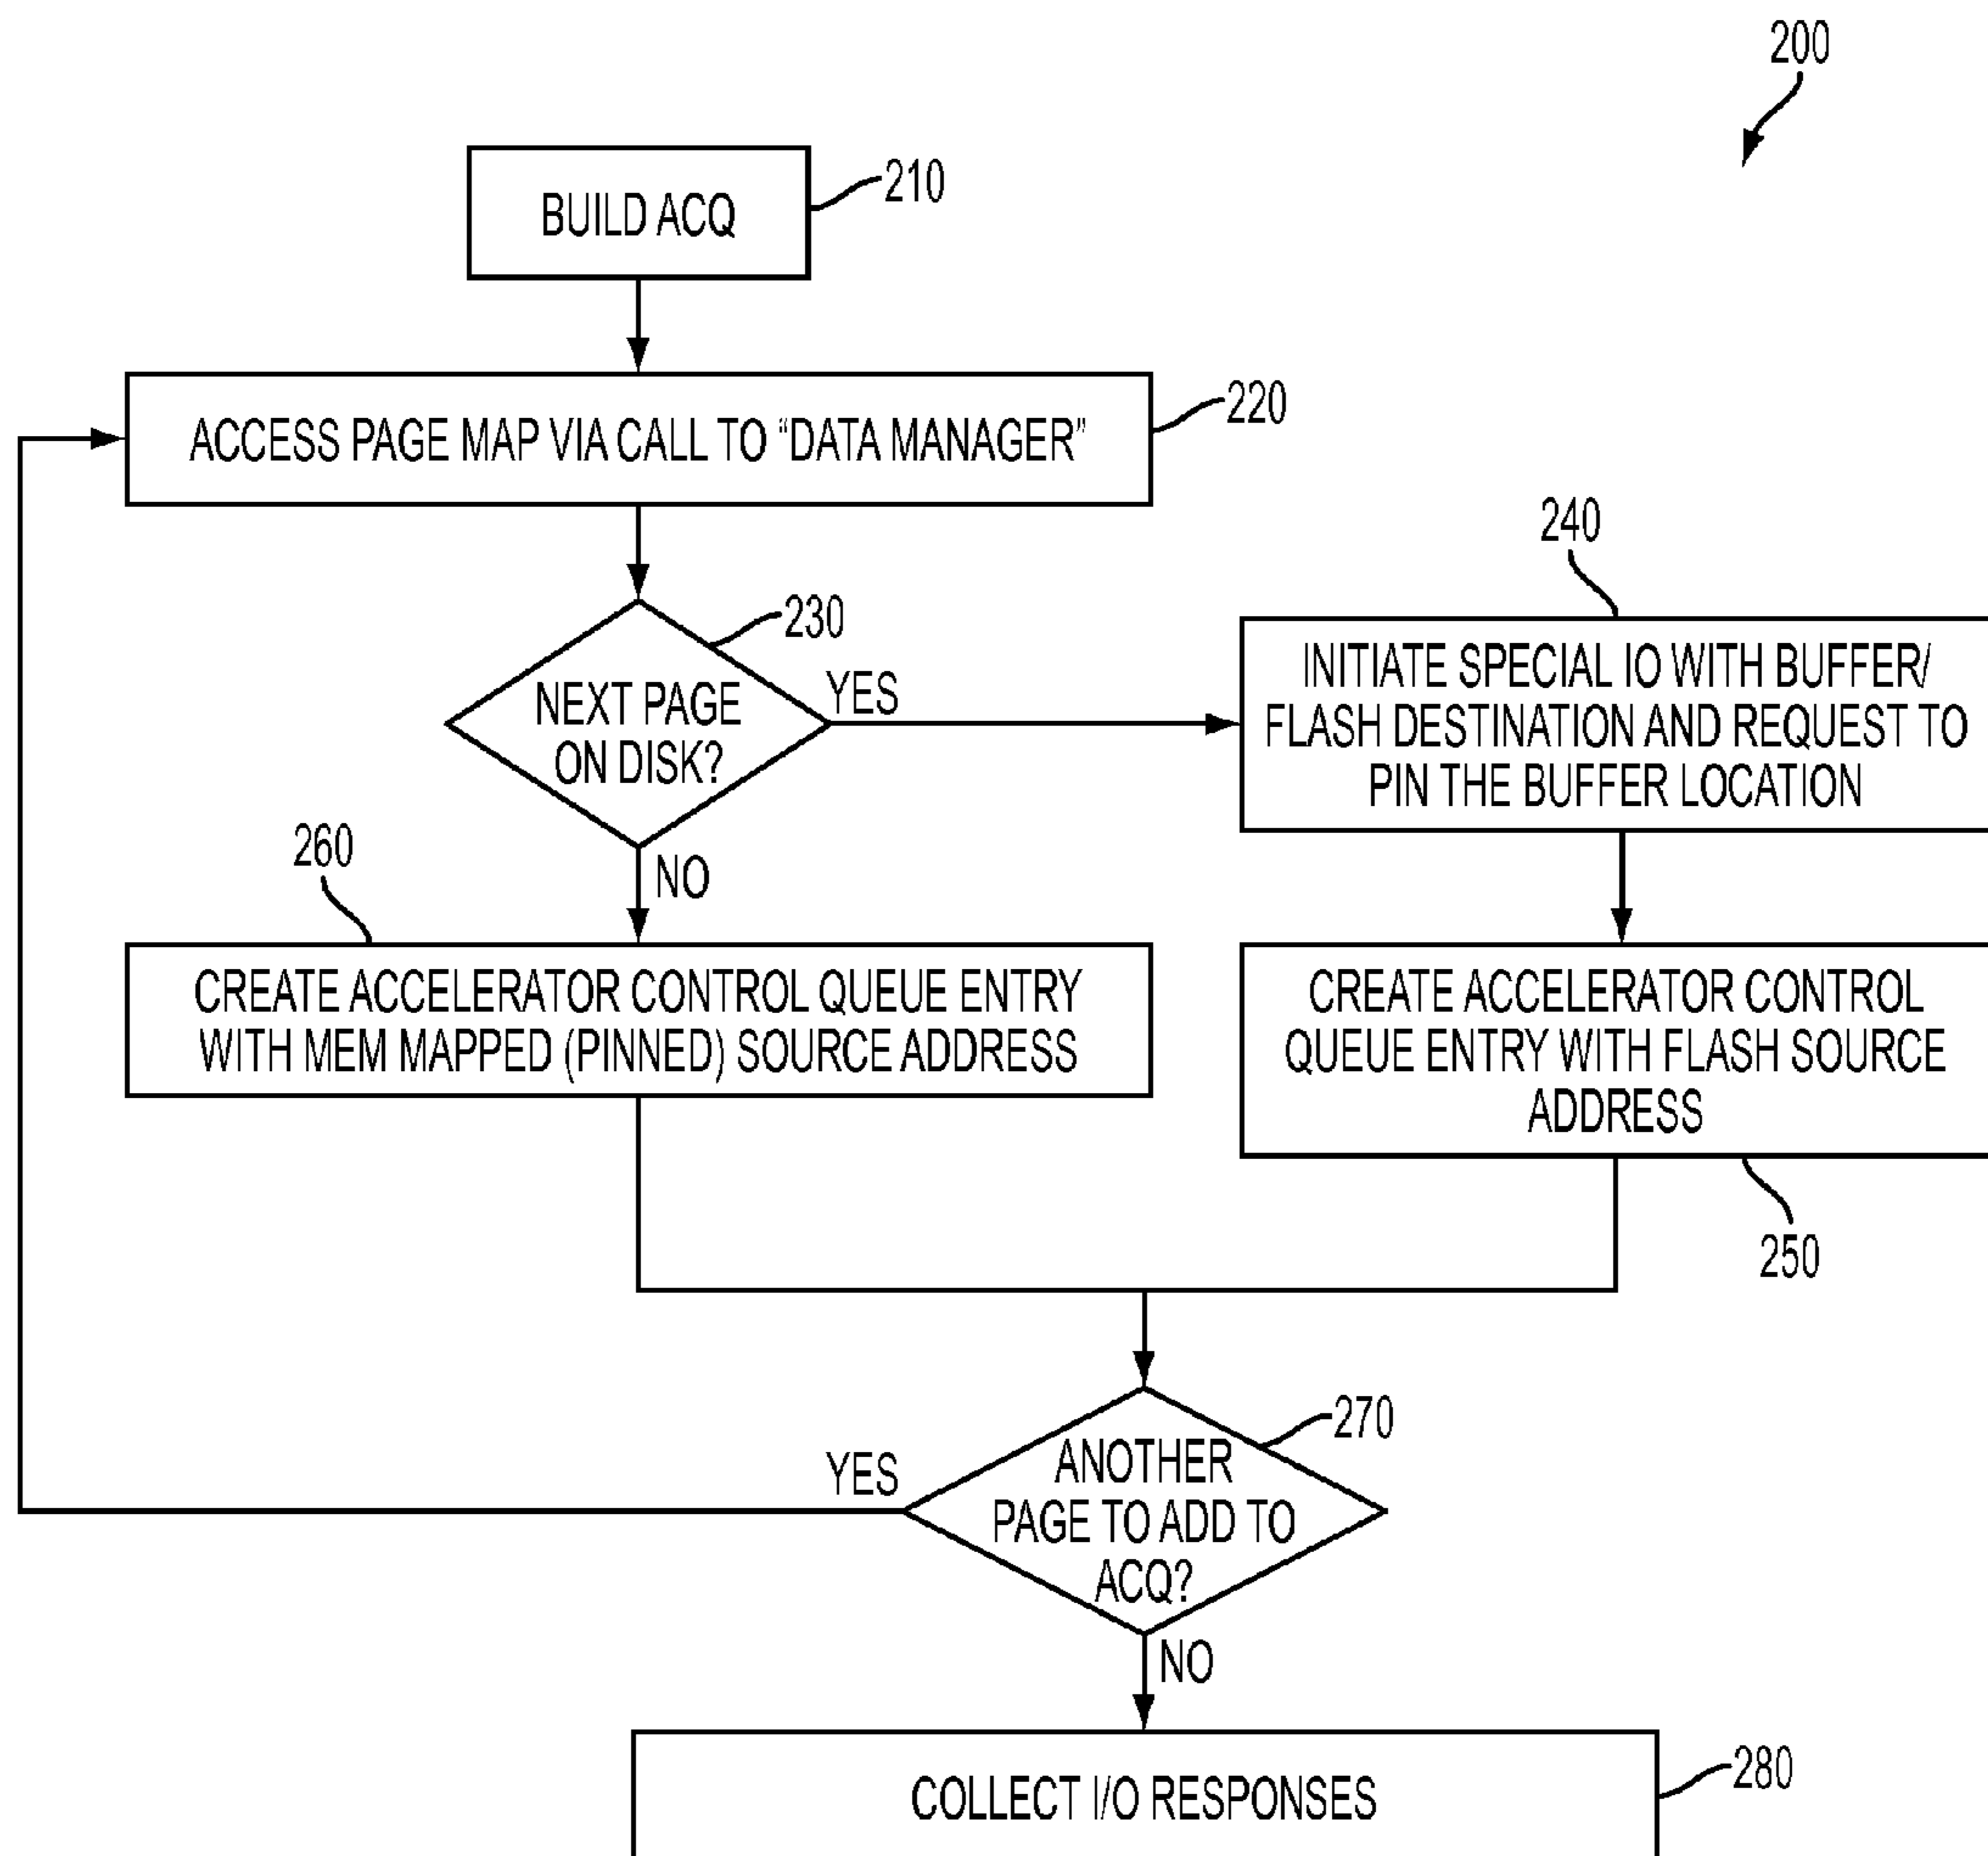 200
BUILD ACQ
210
ACCESS PAGE MAP VIA CALL TO “DATA MANAGER”
220
230
NEXT PAGE
ON DISK?
YES
NO
240
INITIATE SPECIAL IO WITH BUFFER/
FLASH DESTINATION AND REQUEST TO
PIN THE BUFFER LOCATION
260
CREATE ACCELERATOR CONTROL QUEUE ENTRY
WITH MEM MAPPED (PINNED) SOURCE ADDRESS
CREATE ACCELERATOR CONTROL
QUEUE ENTRY WITH FLASH SOURCE
ADDRESS
250
270
ANOTHER
PAGE TO ADD TO
ACQ?
YES
NO
COLLECT I/O RESPONSES
280